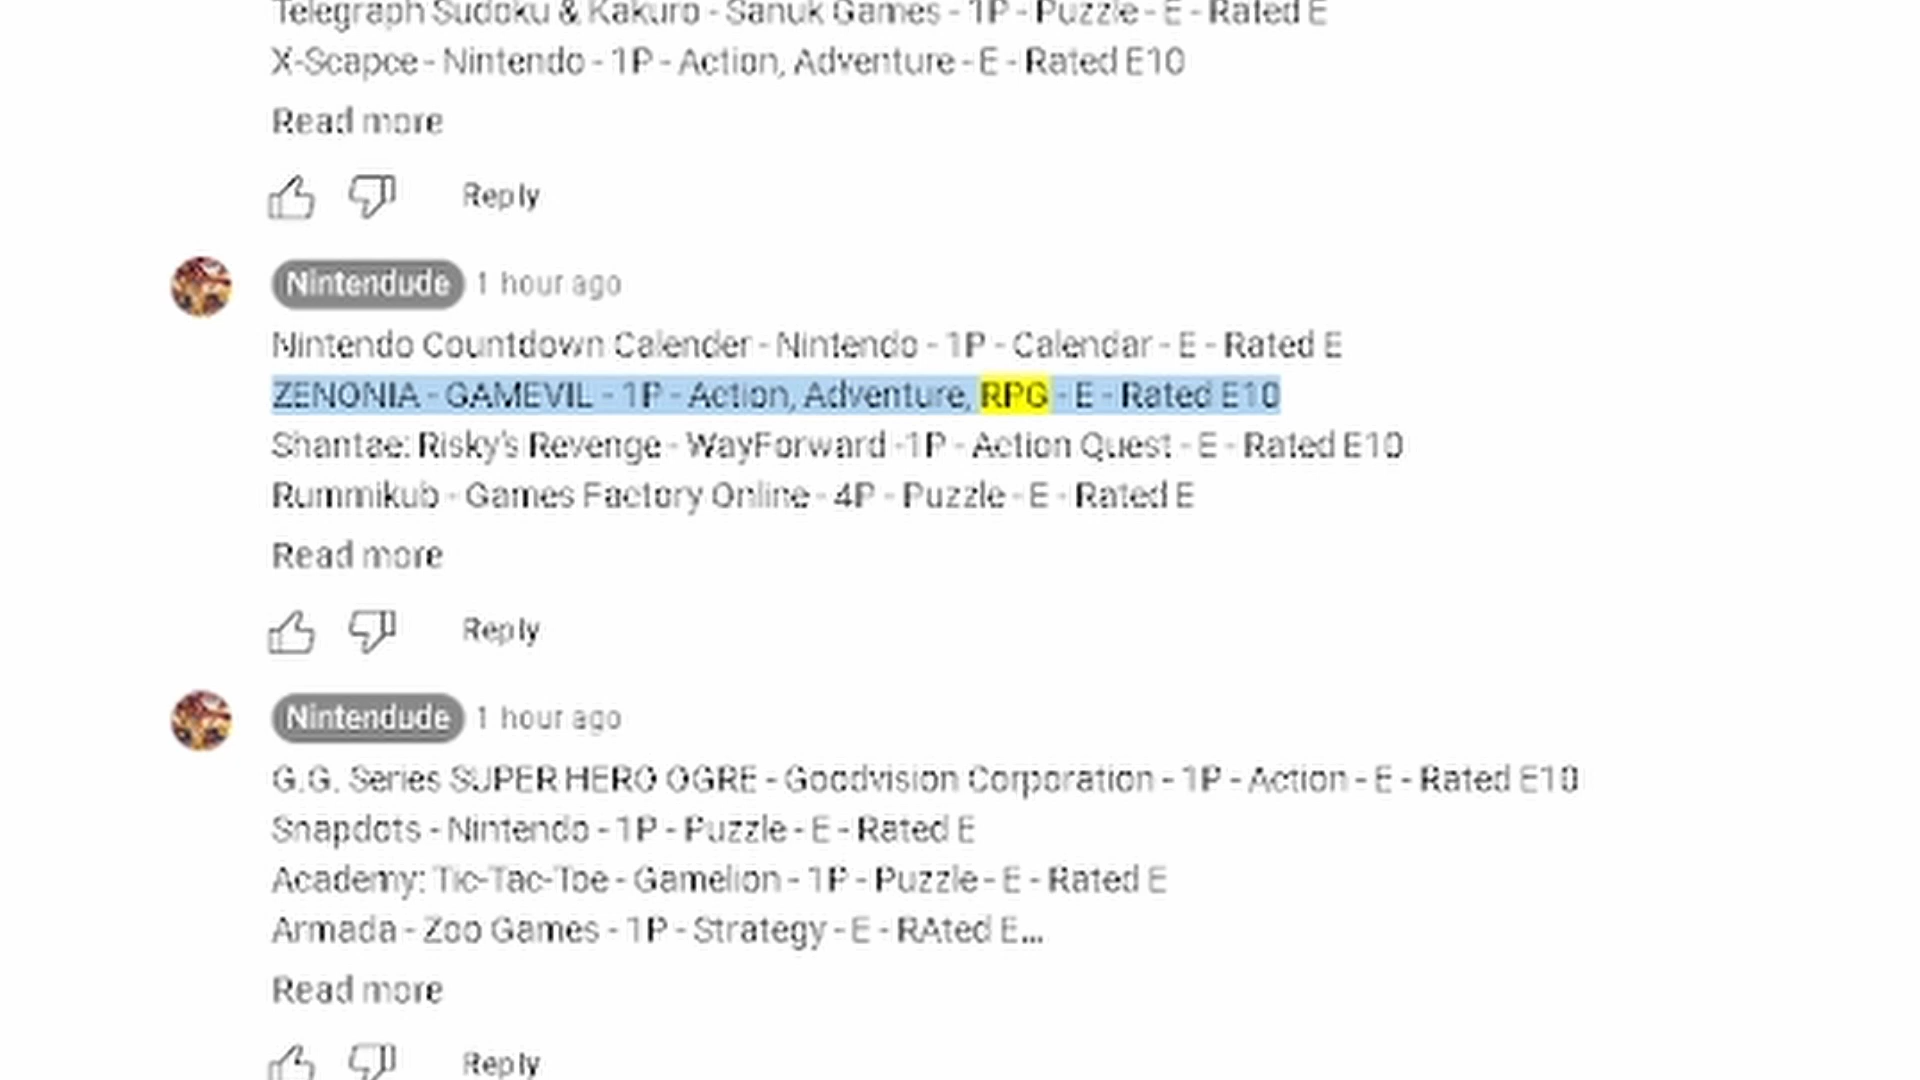 Telegraph Sudoku & Kakuro - Sanuk Games - 1P - Puzzle - E - Rated E
X-Scapce - Nintendo - 1P - Action, Adventure - E - Rated E10
Read more
Reply
Nintendude 1 hour ago
Nintendo Countdown Calender - Nintendo - 1P - Calendar - E - Rated E
ZENONIA - GAMEVIL - 1P - Action, Adventure, RPG - E - Rated E10
Shantae: Risky's Revenge - WayForward -1P - Action Quest - E - Rated E10
Rummikub - Games Factory Online - 4P - Puzzle - E - Rated E
Read more
Reply
Nintendude 1 hour ago
G.G. Series SUPER HERO OGRE - Goodvision Corporation - 1P - Action - E - Rated E10
Snapdots - Nintendo - 1P - Puzzle - E - Rated E
Academy: Tic-Tac-Toe - Gamelion - 1P - Puzzle - E - Rated E
Armada - Zoo Games - 1P - Strategy - E - RAted E...
Read more
Reply